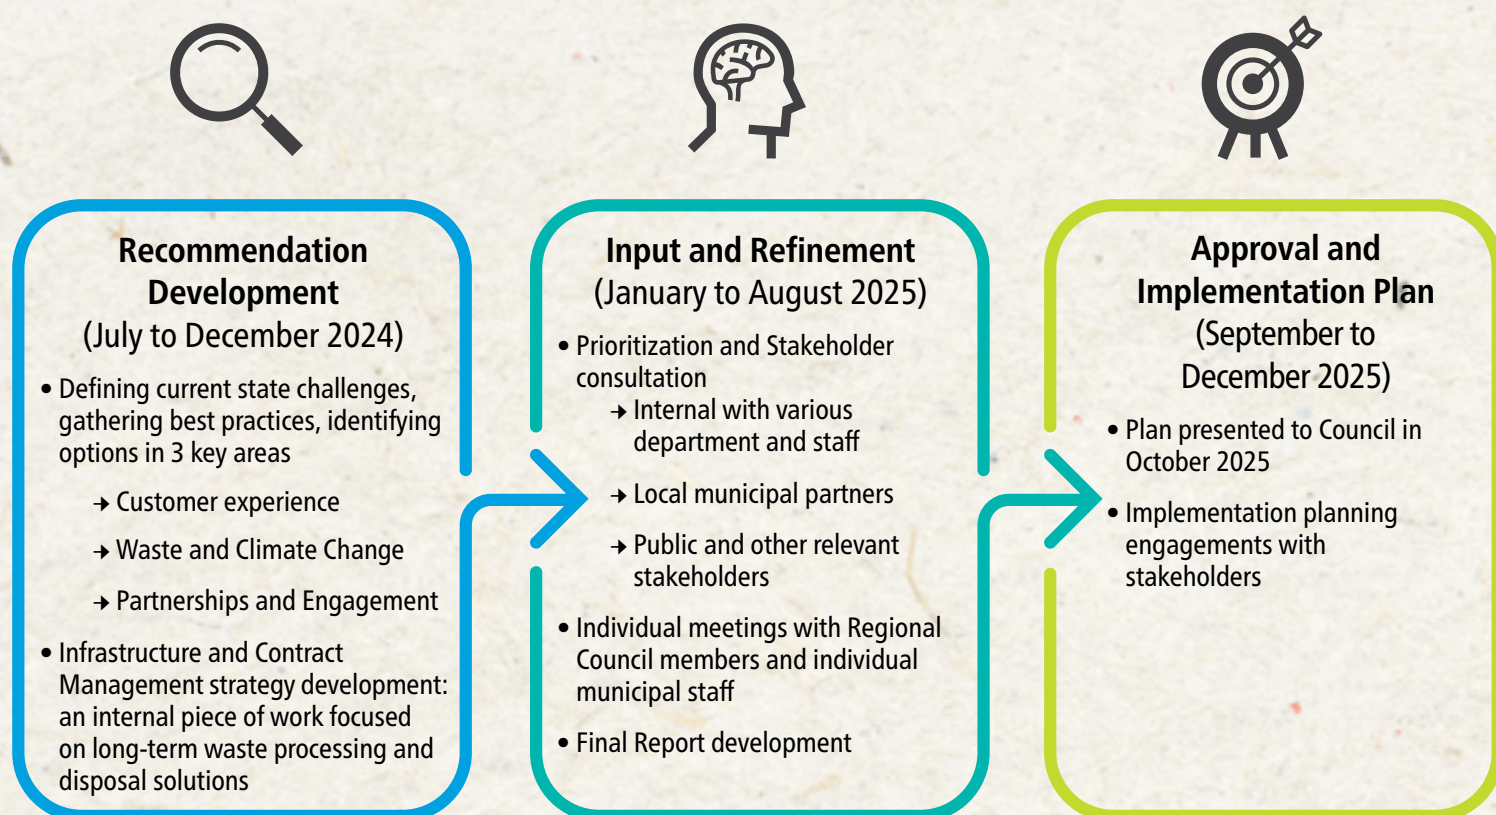 Recommendation
Development
(July to December 2024)
• Defining current state challenges,
gathering best practices, identifying
options in 3 key areas
→ Customer experience
→ Waste and Climate Change
→ Partnerships and Engagement
• Infrastructure and Contract
Management strategy development:
an internal piece of work focused
on long-term waste processing and
disposal solutions
Input and Refinement
(January to August 2025)
• Prioritization and Stakeholder
consultation
→ Internal with various
department and staff
→ Local municipal partners
→ Public and other relevant
stakeholders
• Individual meetings with Regional
Council members and individual
municipal staff
• Final Report development
Approval and
Implementation Plan
(September to
December 2025)
• Plan presented to Council in
October 2025
• Implementation planning
engagements with
stakeholders